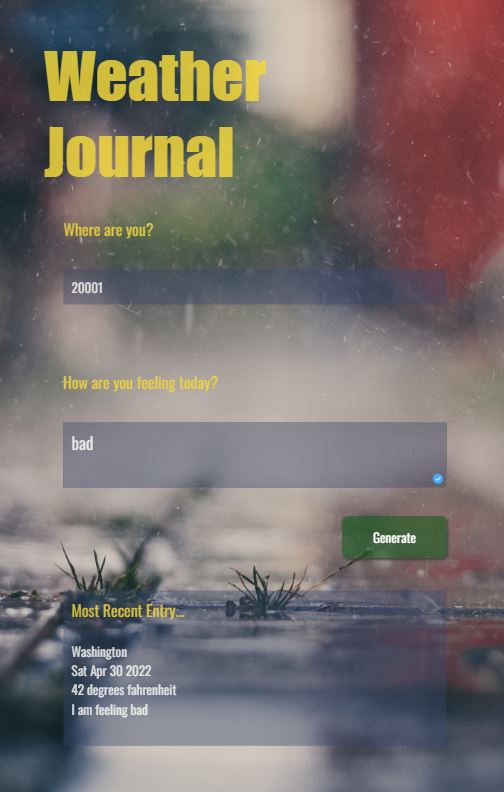 Weather
Journal
Where are you?
20001
How are you feeling today?
bad
Generate
Most Recent Entry...
Washington
Sat Apr 30 2022
42 degrees fahrenheit
I am feeling bad